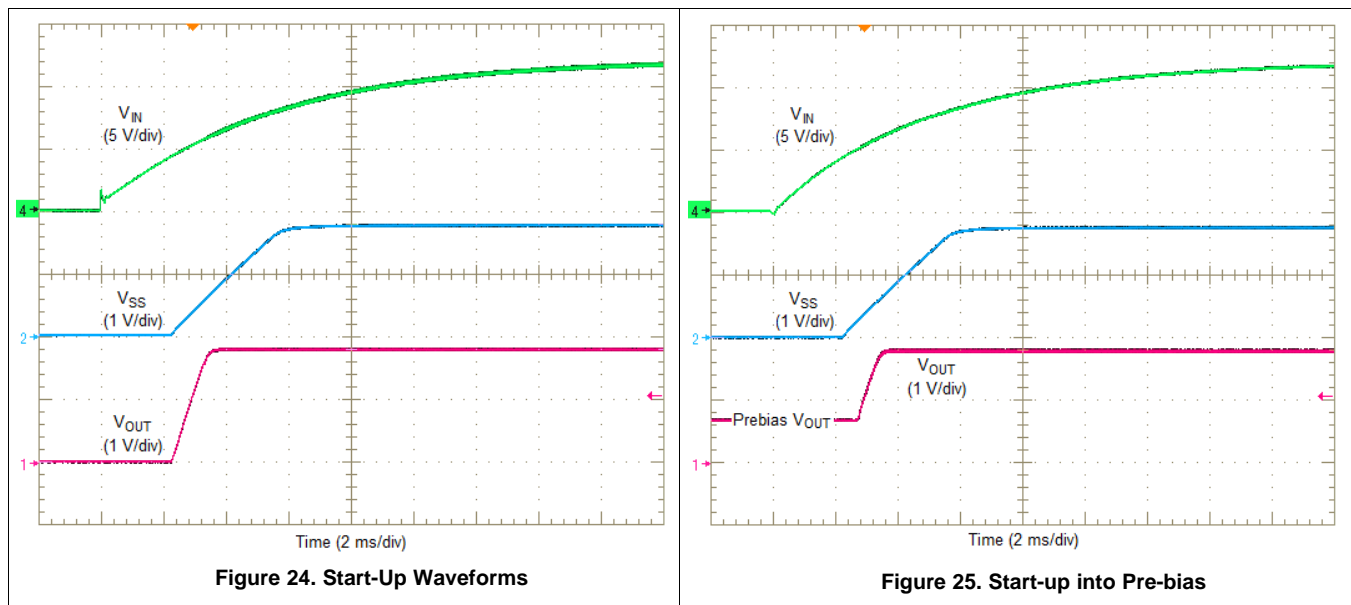 V_IN
(5 V/div)
4
V_SS
(1 V/div)
2
V_OUT
(1 V/div)
1
Time (2 ms/div)
Figure 24. Start-Up Waveforms
V_IN
(5 V/div)
4
V_SS
(1 V/div)
2
V_OUT
(1 V/div)
Prebias V_OUT
1
Time (2 ms/div)
Figure 25. Start-up into Pre-bias